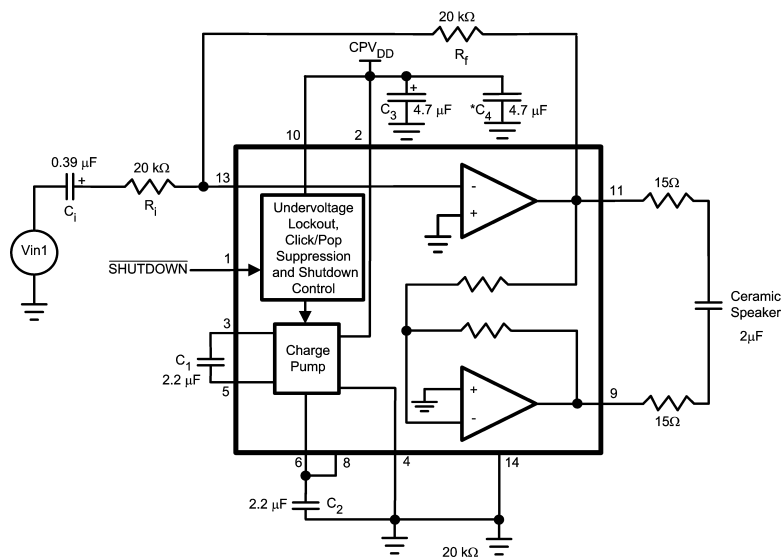 20 kΩ
R_f
CPV_DD
+
C_3
4.7 µF
*C_4
4.7 µF
10
2
0.39 µF
+
C_i
20 kΩ
R_i
13
-
+
11
15Ω
Undervoltage
Lockout,
Click/Pop
Suppression
and Shutdown
Control
Vin1
SHUTDOWN
1
Ceramic
Speaker
2µF
3
C_1
2.2 µF
5
Charge
Pump
+
-
9
15Ω
6
8
4
14
2.2 µF
C_2
20 kΩ